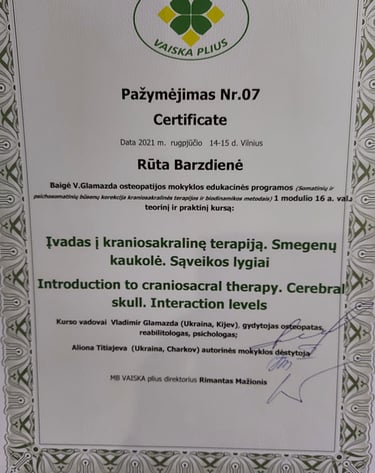 VAISKA PLIUS
Pažymėjimas Nr.07
Certificate
Data 2021 m. rugpjūčio 14-15 d. Vilnius
Rūta Barzdienė
Baigė V.Glamazda osteopatijos mokyklos edukacinės programos (Somatinių ir
psichosomatinių būsenų korekcija kraniosakralinės terapijos ir biodinamikos metodais) 1 modulio 16 a. val.
teorinį ir praktinį kursą:
Įvadas į kraniosakralinę terapiją. Smegenų
kaukolė. Sąveikos lygiai
Introduction to craniosacral therapy. Cerebral
skull. Interaction levels
Kurso vadovai Vladimir Glamazda (Ukraina, Kijev), gydytojas osteopatas,
reabilitologas, psichologas;
Aliona Titiajeva (Ukraina, Charkov) autorinės mokyklos dėstytoja
MB VAISKA plius direktorius Rimantas Mažionis